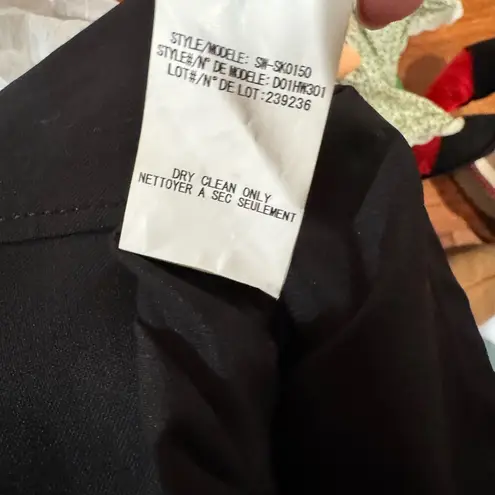 STYLE/MODELE: SW-SK0150
STYLE#/N° DE MODELE: D01HW301
LOT#/N° DE LOT:239236
DRY CLEAN ONLY
NETTOYER A SEC SEULEMENT